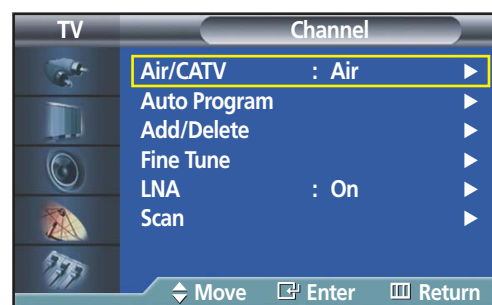 TV Channel
Air/CATV : Air
Auto Program
Add/Delete
Fine Tune
LNA : On
Scan
Move Enter Return